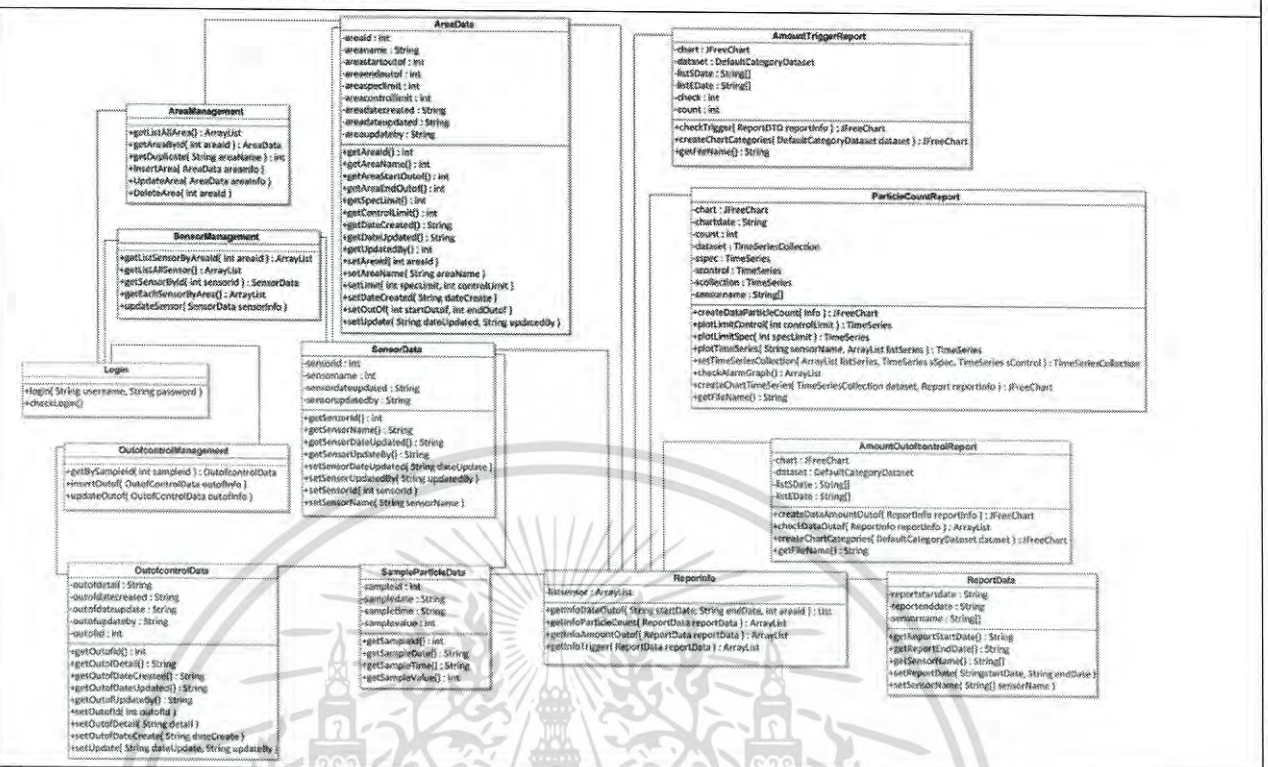 AreaData
-areaid : int
-areaname : String
-areastartoutof : int
-areaendoutof : int
-areaspeclimit : int
-areacontrollimit : int
-areadatecreated : String
-areadateupdated : String
-areaupdateby : String
+getAreaId() : int
+getAreaName() : String
+getAreaStartOutof() : int
+getAreaEndOutof() : int
+getSpecLimit() : int
+getControlLimit() : int
+getDateCreated() : String
+getDateUpdated() : String
+getUpdatedBy() : int
+setAreaId( int areaid )
+setAreaName( String areaName )
+setLimit( int specLimit, int controlLimit )
+setDateCreated( String dateCreate )
+setOutOf( int startOutof, int endOutof )
+setUpdate( String dateUpdated, String updatedBy )
AmountTriggerReport
-chart : JFreeChart
-dataset : DefaultCategoryDataset
-listSDate : String[]
-listEDate : String[]
-check : int
-count : int
+checkTrigger( ReportDTO reportInfo ) : JFreeChart
+createChartCategories( DefaultCategoryDataset dataset ) : JFreeChart
+getFileName() : String
AreaManagement
+getListAllArea() : ArrayList
+getAreaById( int areaid ) : AreaData
+getDuplicate( String areaName ) : int
+InsertArea( AreaData areaInfo )
+UpdateArea( AreaData areaInfo )
+DeleteArea( int areaId )
ParticleCountReport
-chart : JFreeChart
-chartdate : String
-count : int
-dataset : TimeSeriesCollection
-sspec : TimeSeries
-scontrol : TimeSeries
-scollection : TimeSeries
-sensorname : String[]
+createDataParticleCount( Info ) : JFreeChart
+plotLimitControl( int controlLimit ) : TimeSeries
+plotLimitSpec( int specLimit ) : TimeSeries
+plotTimeSeries( String sensorName, ArrayList listSeries ) : TimeSeries
+setTimeSeriesCollection( ArrayList listSeries, TimeSeries sSpec, TimeSeries sControl ) : TimeSeriesCollection
+checkAlarmGraph() : ArrayList
+createChartTimeSeries( TimeSeriesCollection dataset, Report reportInfo ) : JFreeChart
+getFileName() : String
SensorManagement
+getListSensorByAreaId( int areaid ) : ArrayList
+getListAllSensor() : ArrayList
+getSensorById( int sensorid ) : SensorData
+getEachSensorByArea() : ArrayList
+updateSensor( SensorData sensorInfo )
SensorData
-sensorid : int
-sensorname : int
-sensordateupdated : String
-sensorupdatedby : String
+getSensorId() : int
+getSensorName() : String
+getSensorDateUpdated() : String
+getSensorUpdateBy() : String
+setSensorDateUpdated( String dateUpdate )
+setSensorUpdatedBy( String updatedBy )
+setSensorId( int sensorid )
+setSensorName( String sensorName )
Login
+login( String username, String password )
+checkLogin()
OutofcontrolManagement
+getBySampleId( int sampleid ) : OutofcontrolData
+insertOutof( OutofControlData outofInfo )
+updateOutof( OutofControlData outofInfo )
AmountOutofcontrolReport
-chart : JFreeChart
-dataset : DefaultCategoryDataset
-listSDate : String[]
-listEDate : String[]
+createDataAmountOutof( ReportInfo reportInfo ) : JFreeChart
+checkDataOutof( ReportInfo reportInfo ) : ArrayList
+createChartCategories( DefaultCategoryDataset dataset ) : JFreeChart
+getFileName() : String
OutofcontrolData
-outofdetail : String
-outofdatecreated : String
-outofdateupdate : String
-outofupdateby : String
-outofid : int
+getOutofId() : int
+getOutofDetail() : String
+getOutofDateCreated() : String
+getOutofDateUpdated() : String
+getOutofUpdateBy() : String
+setOutofId( int outofId )
+setOutofDetail( String detail )
+setOutofDateCreate( String dateCreate )
+setUpdate( String dateUpdate, String updateBy )
SampleParticleData
-sampleid : int
-sampledate : String
-sampletime : String
-samplevalue : int
+getSampleId() : int
+getSampleDate() : String
+getSampleTime() : String
+getSampleValue() : int
ReportInfo
-listsensor : ArrayList
+getInfoDateOutof( String startDate, String endDate, int areaid ) : List
+getInfoParticleCount( ReportData reportData ) : ArrayList
+getInfoAmountOutof( ReportData reportData ) : ArrayList
+getInfoTrigger( ReportData reportData ) : ArrayList
ReportData
-reportstartdate : String
-reportenddate : String
-sensorname : String[]
+getReportStartDate() : String
+getReportEndDate() : String
+getSensorName() : String[]
+setReportDate( StringstartDate, String endDate )
+setSensorName( String[] sensorName )